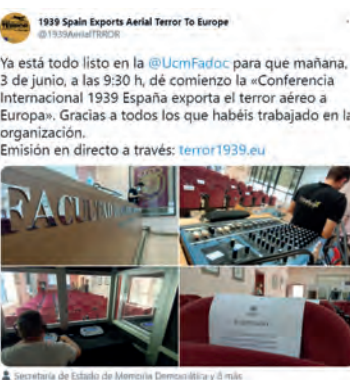 1939 Spain Exports Aerial Terror To Europe
@1939AerialTRROR
Ya está todo listo en la @UcmFadoc para que mañana,
3 de junio, a las 9:30 h, dé comienzo la «Conferencia
Internacional 1939 España exporta el terror aéreo a
Europa». Gracias a todos los que habéis trabajado en la
organización.
Emisión en directo a través: terror1939.eu
FACULTAD
Secretaría de Estado de Memoria Democrática y 8 más